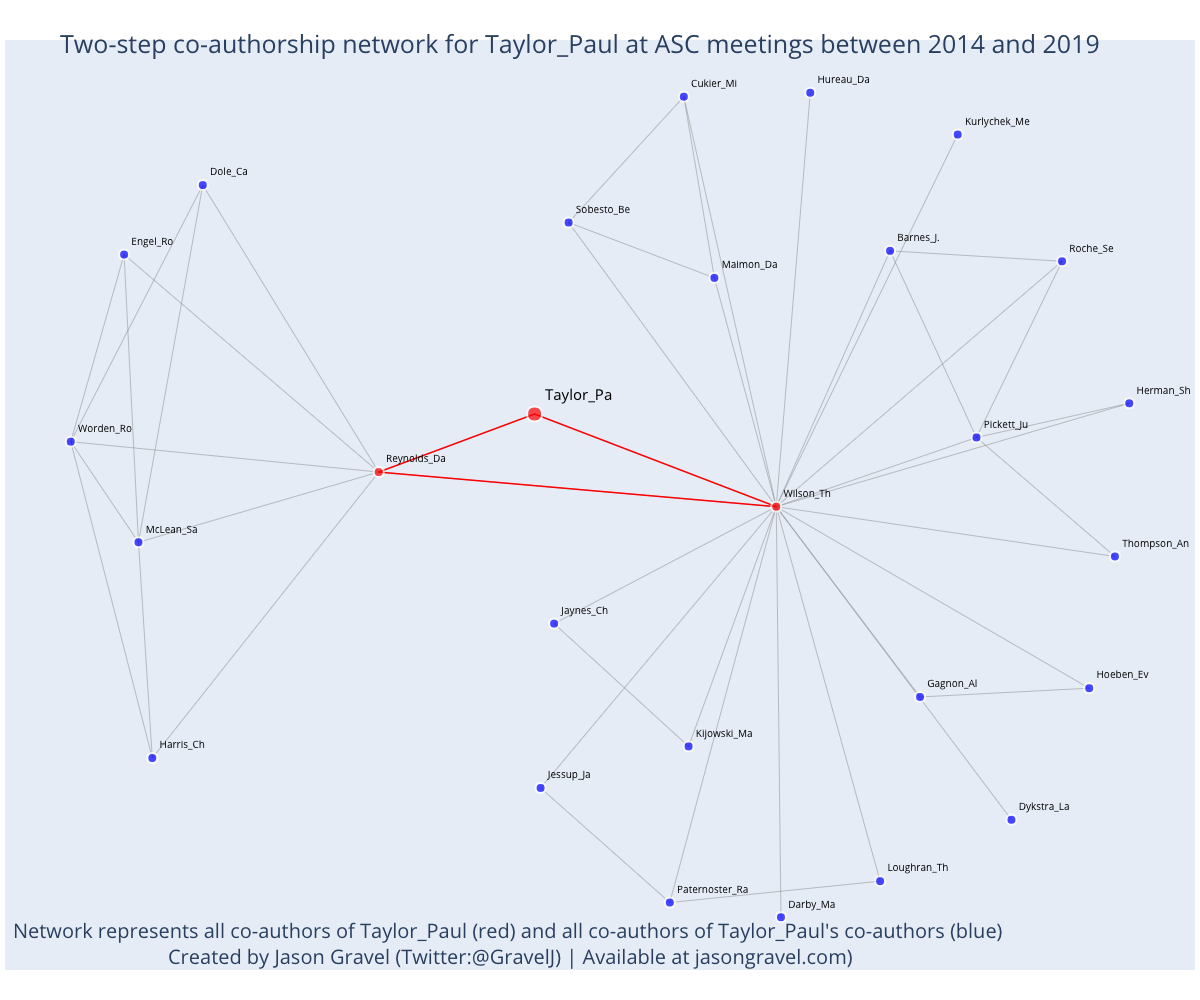 Two-step co-authorship network for Taylor_Paul at ASC meetings between 2014 and 2019
Cukier_Mi
Hureau_Da
Kurlychek_Me
Dole_Ca
Sobesto_Be
Engel_Ro
Barnes_J.
Roche_Se
Maimon_Da
Taylor_Pa
Herman_Sh
Worden_Ro
Pickett_Ju
Reynolds_Da
Wilson_Th
McLean_Sa
Thompson_An
Jaynes_Ch
Hoeben_Ev
Gagnon_Al
Kijowski_Ma
Harris_Ch
Jessup_Ja
Dykstra_La
Loughran_Th
Paternoster_Ra
Darby_Ma
Network represents all co-authors of Taylor_Paul (red) and all co-authors of Taylor_Paul's co-authors (blue)
Created by Jason Gravel (Twitter:@GravelJ) | Available at jasongravel.com)